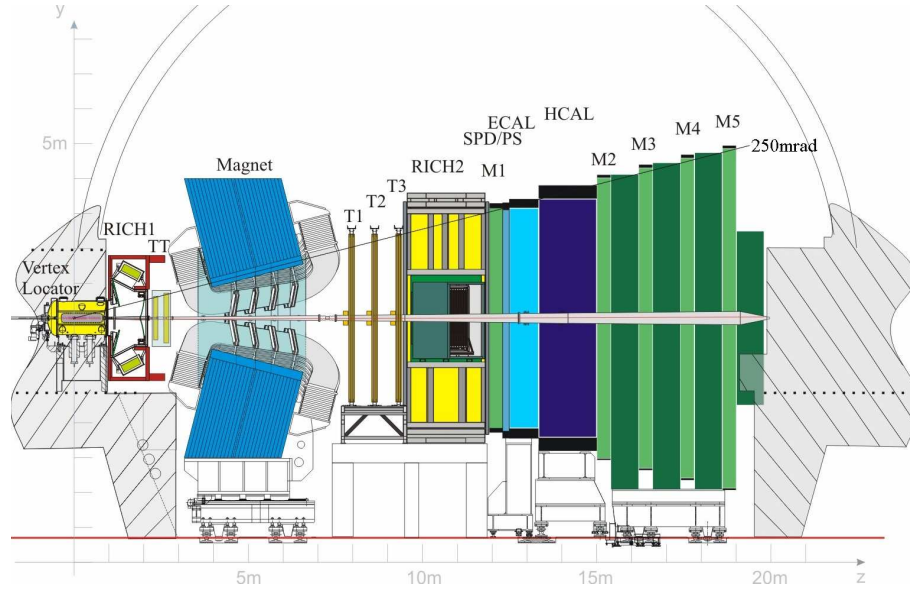 y
5m
Vertex
Locator
RICH1
TT
Magnet
T1
T2
T3
RICH2
M1
SPD/PS
ECAL
HCAL
M2
M3
M4
M5
250mrad
5m
10m
15m
20m
z